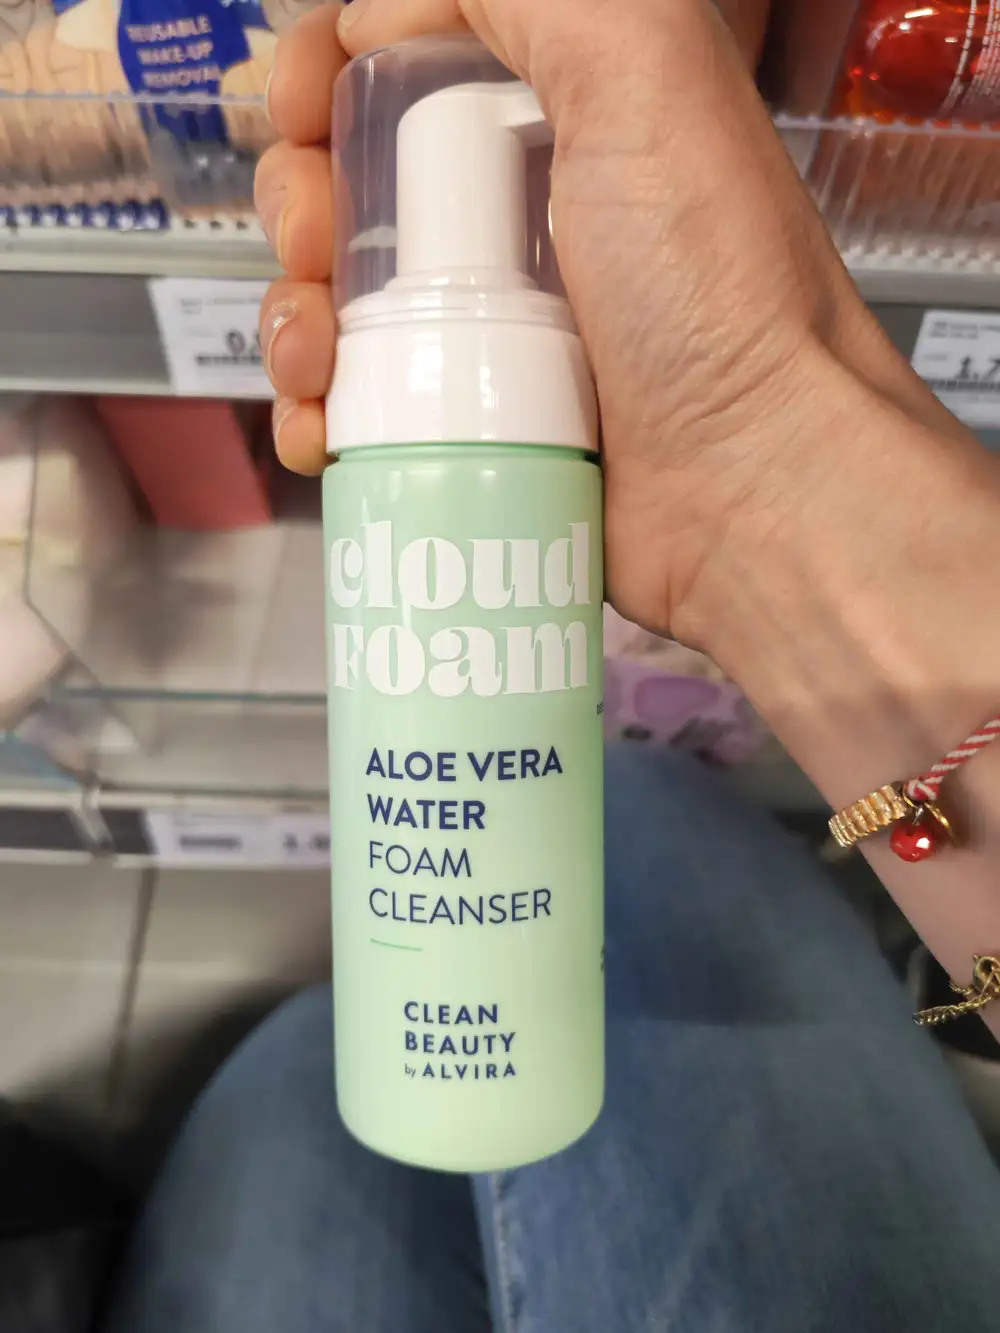 REUSABLE
MAKE-UP
REMOVAL
cloud
Foam
ALOE VERA
WATER
FOAM
CLEANSER
CLEAN
BEAUTY
by ALVIRA